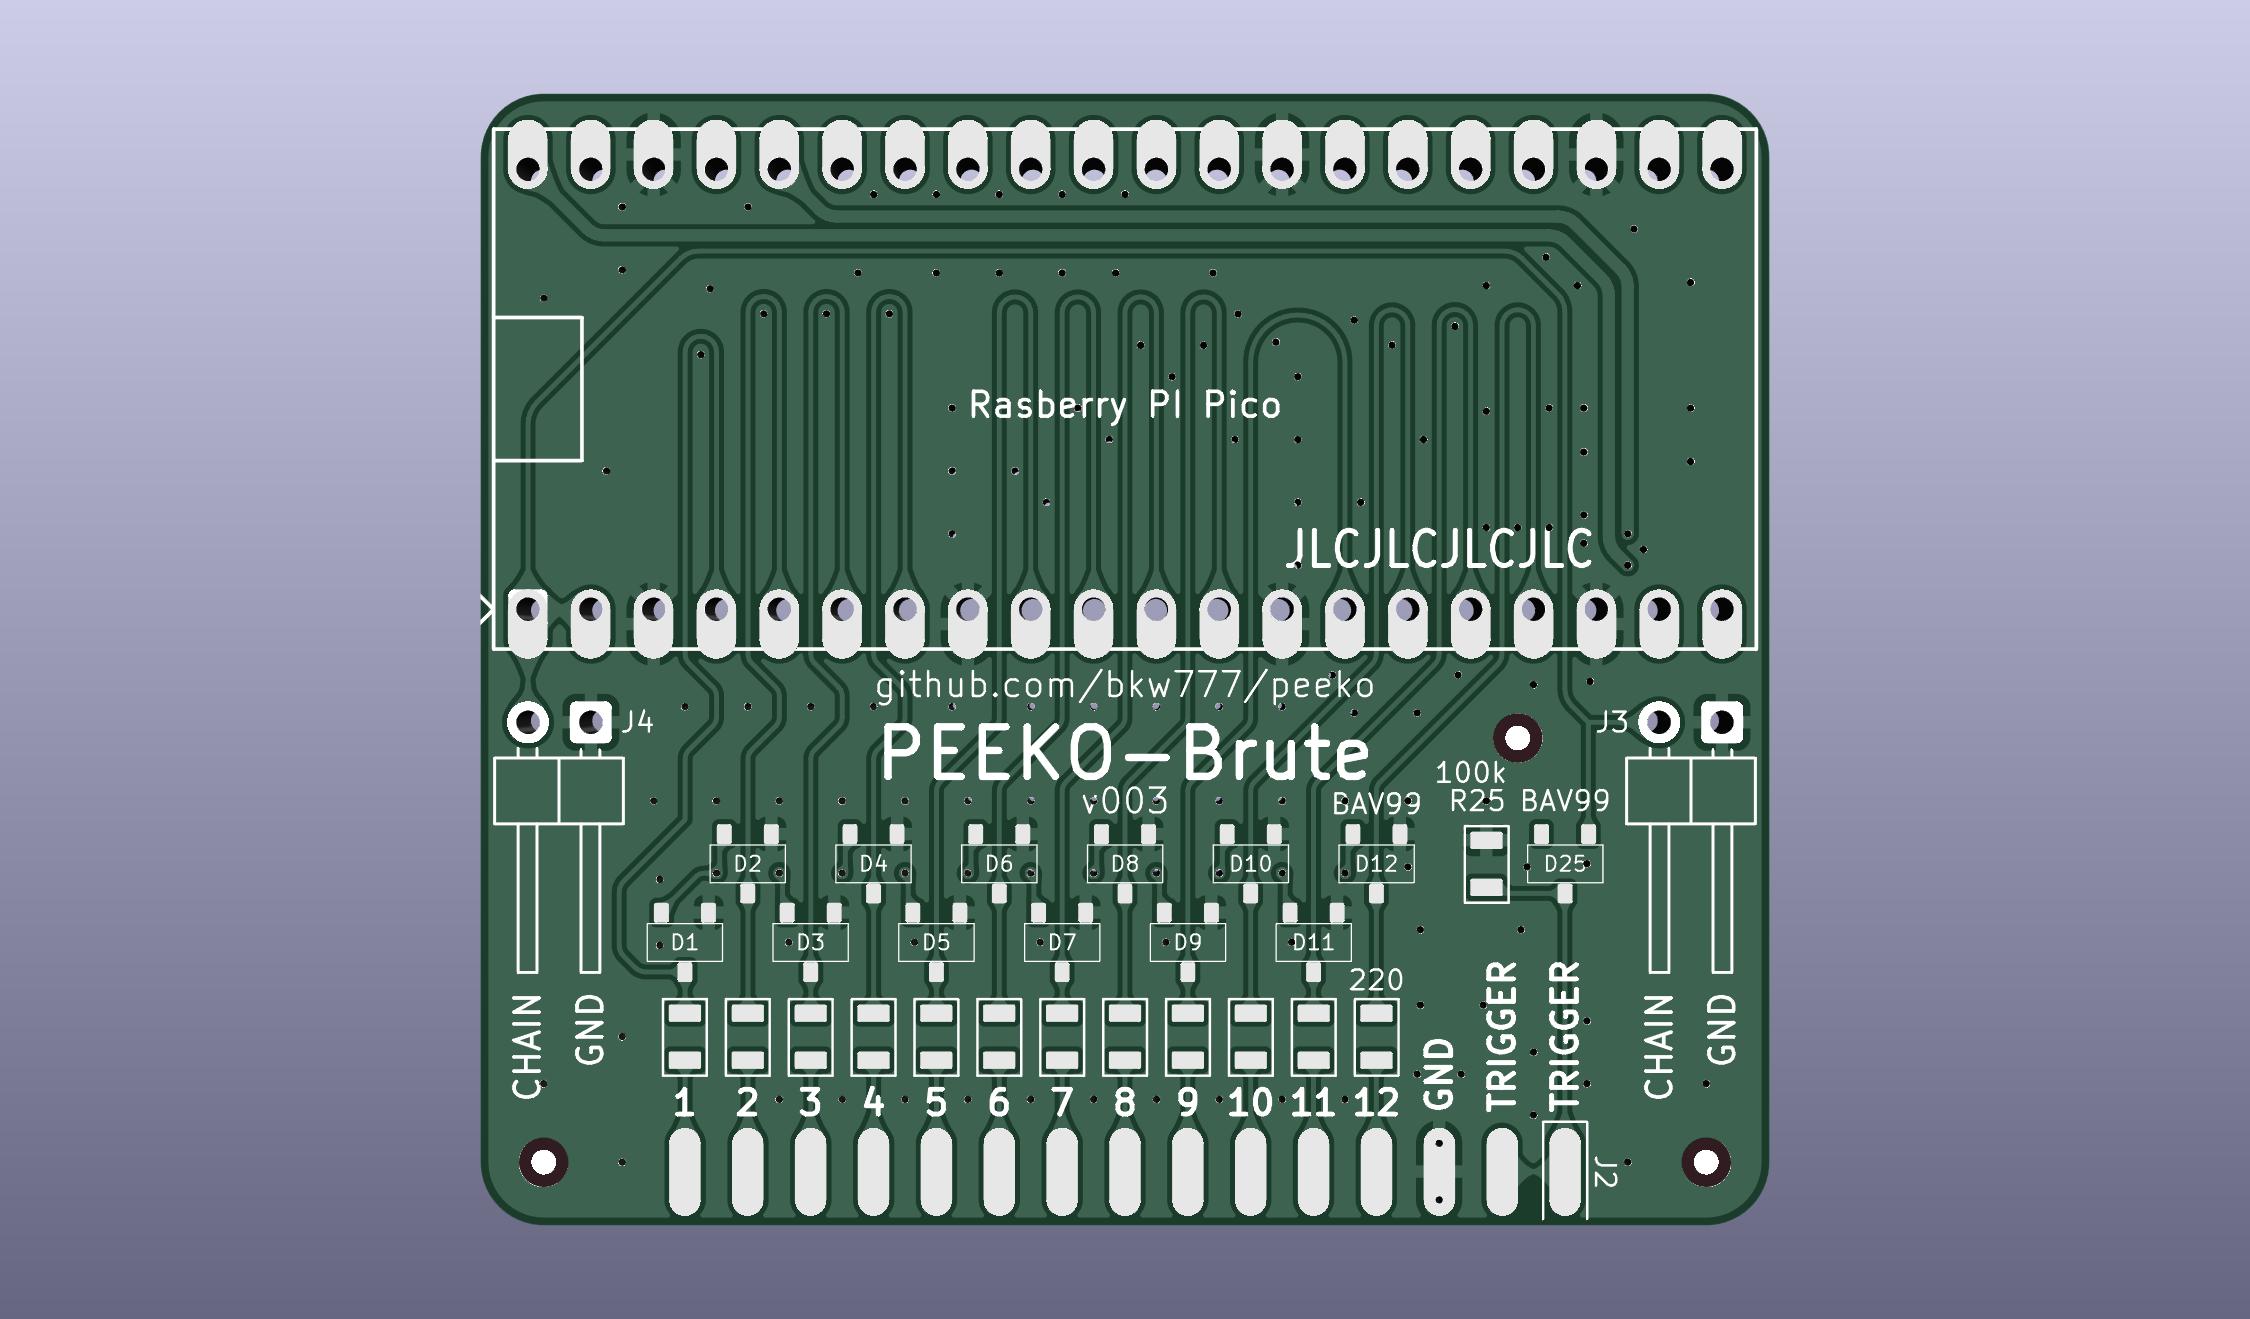 Rasberry PI Pico
JLCJLCJLCJLC
github.com/bkw777/peeko
J4
J3
PEEKO-Brute
v003
100k
R25
BAV99
BAV99
D2
D4
D6
D8
D10
D12
D25
D1
D3
D5
D7
D9
D11
220
CHAIN
GND
GND
TRIGGER
TRIGGER
CHAIN
GND
1 2 3 4 5 6 7 8 9 10 11 12
J2